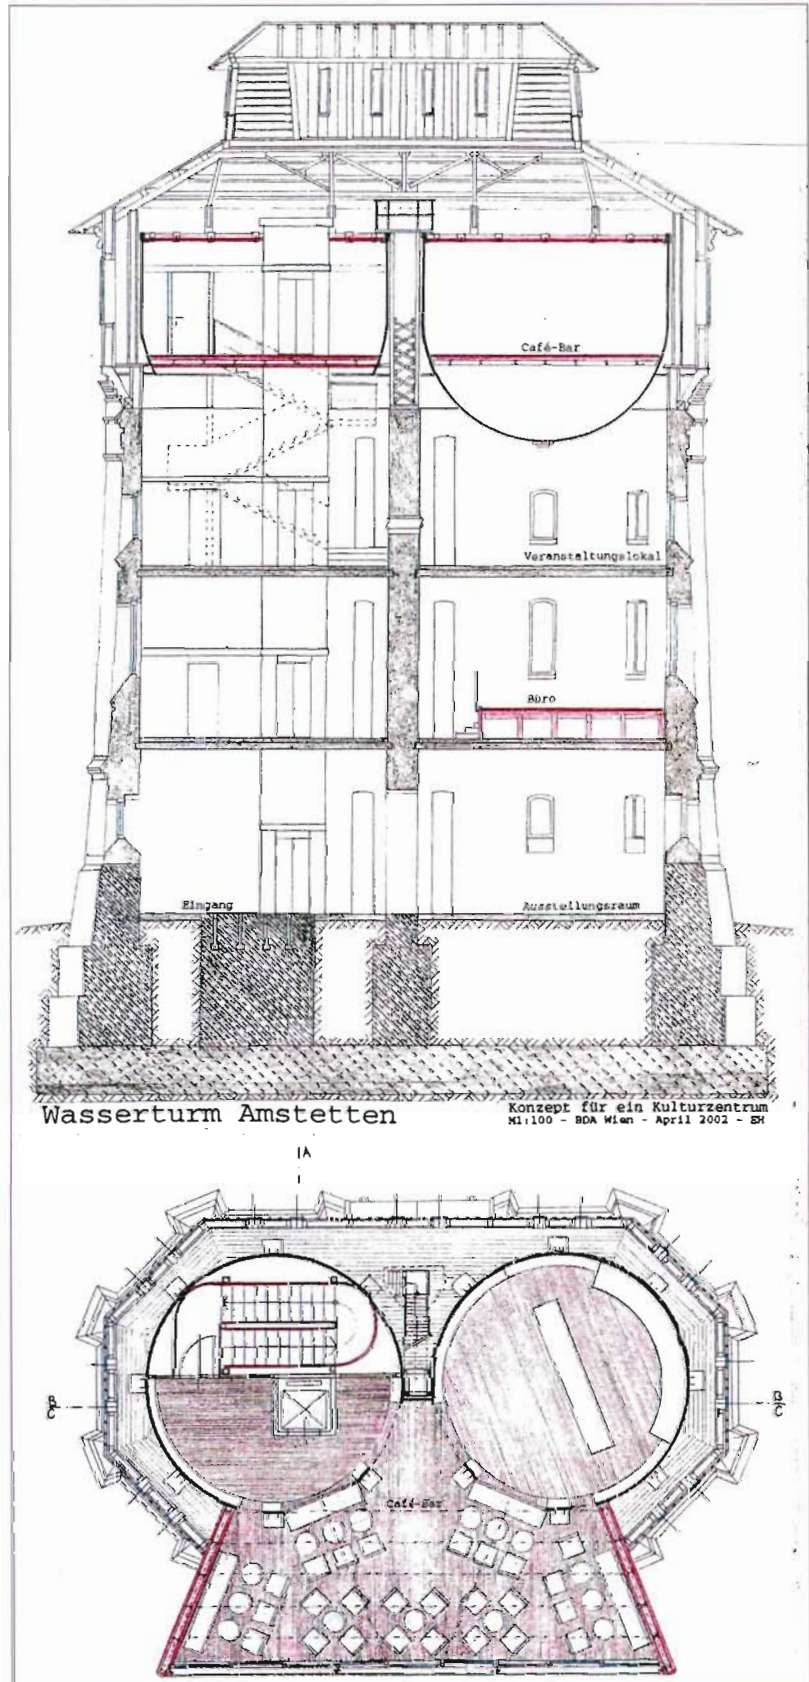 Café-Bar
Veranstaltungslokal
Büro
Eingang
Ausstellungsraum
Wasserturm Amstetten
Konzept für ein Kulturzentrum
M1:100 - BDA Wien - April 2002 - EH
A
B
C
B
C
Café-Bar